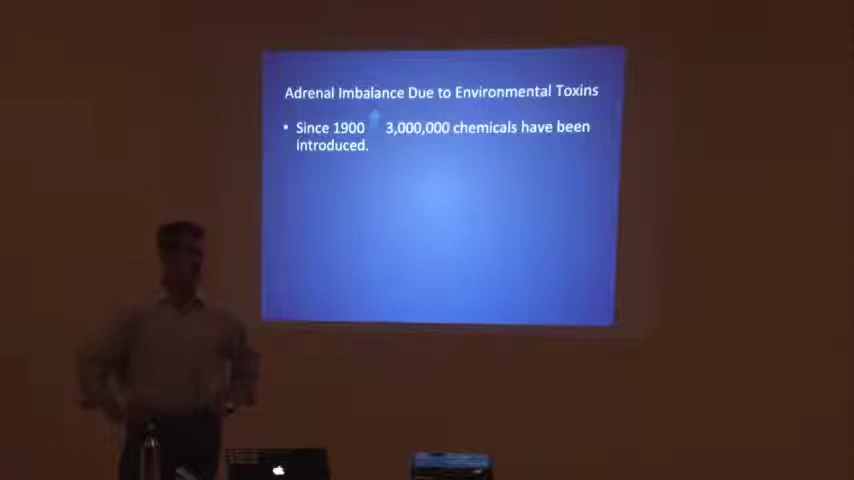 Adrenal Imbalance Due to Environmental Toxins
• Since 1900 3,000,000 chemicals have been
introduced.